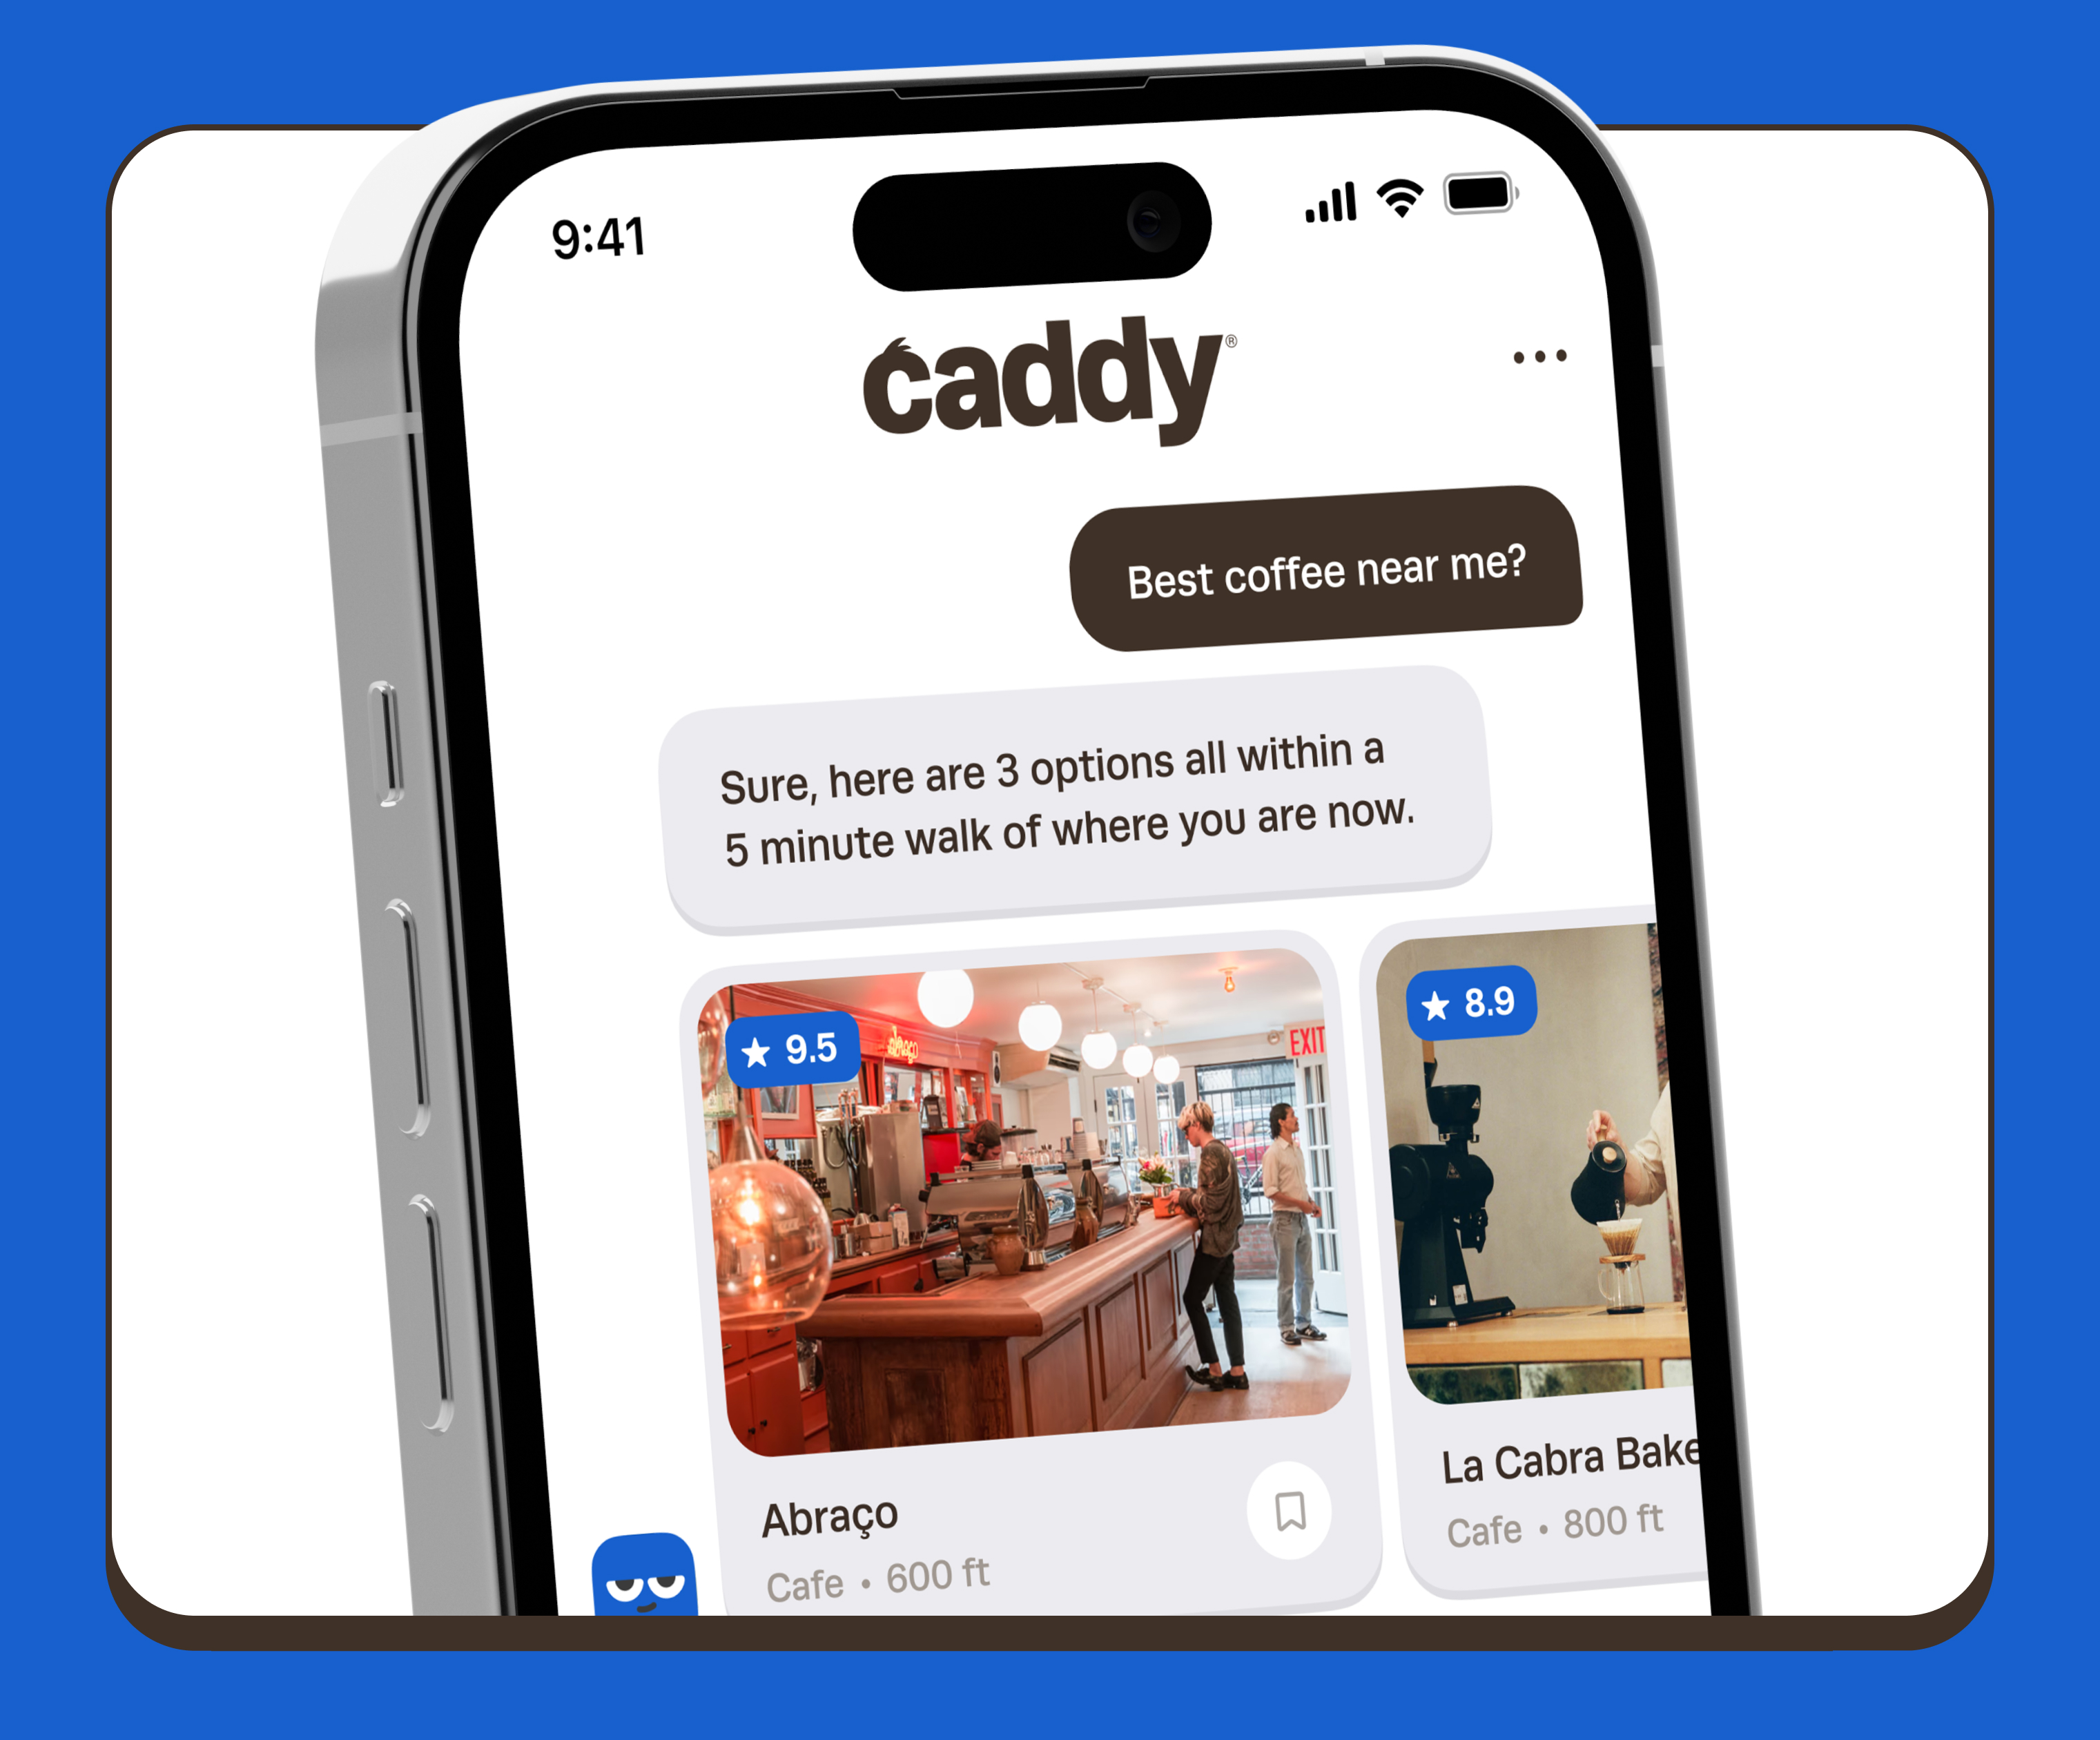 9:41
caddy®
Best coffee near me?
Sure, here are 3 options all within a
5 minute walk of where you are now.
★ 9.5
abraço
EXIT
★ 8.9
Abraço
Cafe • 600 ft
La Cabra Bake
Cafe • 800 ft